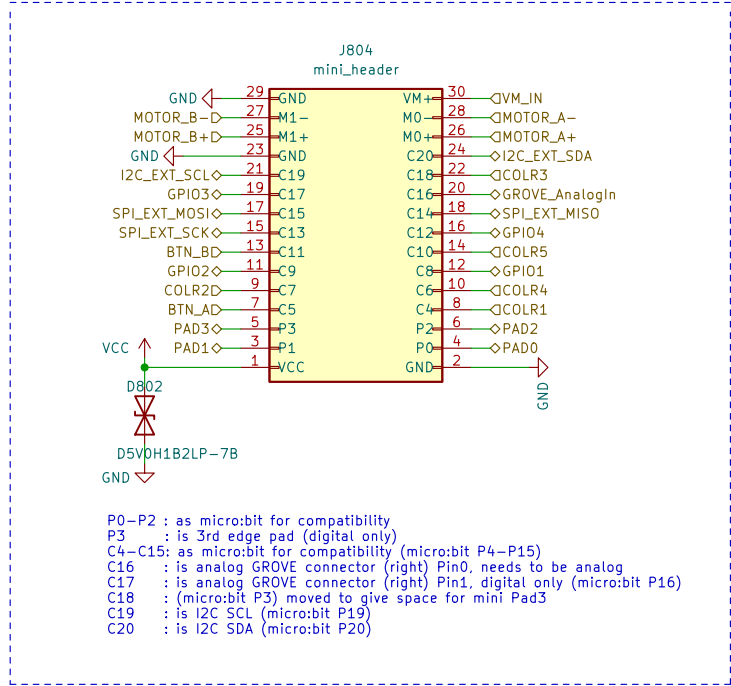 J804
mini_header
GND 29 GND VM+ 30 VM_IN
MOTOR_B- 27 M1- M0- 28 MOTOR_A-
MOTOR_B+ 25 M1+ M0+ 26 MOTOR_A+
GND 23 GND C20 24 I2C_EXT_SDA
I2C_EXT_SCL 21 C19 C18 22 COLR3
GPIO3 19 C17 C16 20 GROVE_AnalogIn
SPI_EXT_MOSI 17 C15 C14 18 SPI_EXT_MISO
SPI_EXT_SCK 15 C13 C12 16 GPIO4
BTN_B 13 C11 C10 14 COLR5
GPIO2 11 C9 C8 12 GPIO1
COLR2 9 C7 C6 10 COLR4
BTN_A 7 C5 C4 8 COLR1
PAD3 5 P3 P2 6 PAD2
VCC PAD1 3 P1 P0 4 PAD0
1 VCC GND 2
GND
D802
D5V0H1B2LP-7B
GND
P0-P2 : as micro:bit for compatibility
P3 : is 3rd edge pad (digital only)
C4-C15: as micro:bit for compatibility (micro:bit P4-P15)
C16 : is analog GROVE connector (right) Pin0, needs to be analog
C17 : is analog GROVE connector (right) Pin1, digital only (micro:bit P16)
C18 : (micro:bit P3) moved to give space for mini Pad3
C19 : is I2C SCL (micro:bit P19)
C20 : is I2C SDA (micro:bit P20)